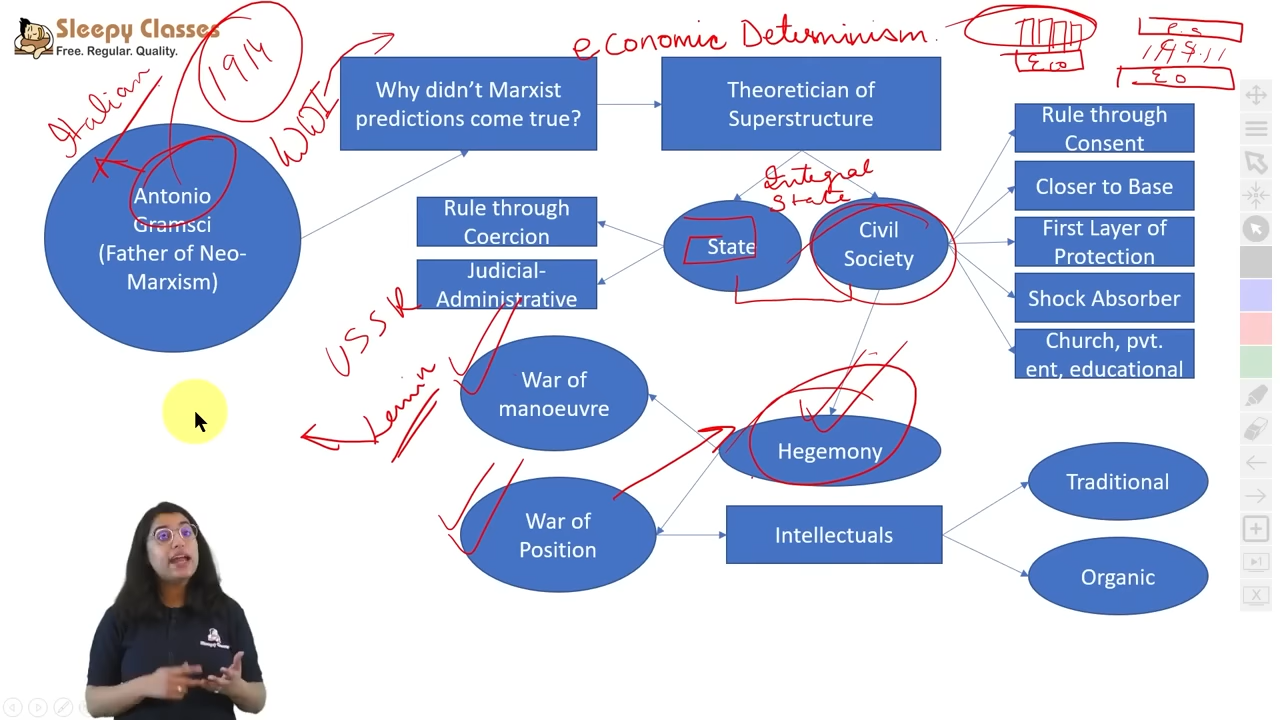 Sleepy Classes
Free. Regular. Quality.
1914
Italian
WWI
economic Determinism.
P.S
E.O
Why didn’t Marxist
predictions come true?
Theoretician of
Superstructure
Antonio
Gramsci
(Father of Neo-
Marxism)
Integral
State
Rule through
Coercion
Judicial-
Administrative
State
Civil
Society
Rule through
Consent
Closer to Base
First Layer of
Protection
Shock Absorber
Church, pvt.
ent, educational
USSR
Lenin
War of
manoeuvre
Hegemony
War of
Position
Intellectuals
Traditional
Organic